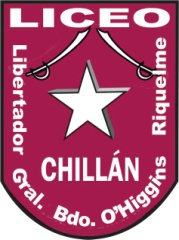 LICEO
Libertador Gral. Bdo. O'Higgins Riquelme
CHILLÁN